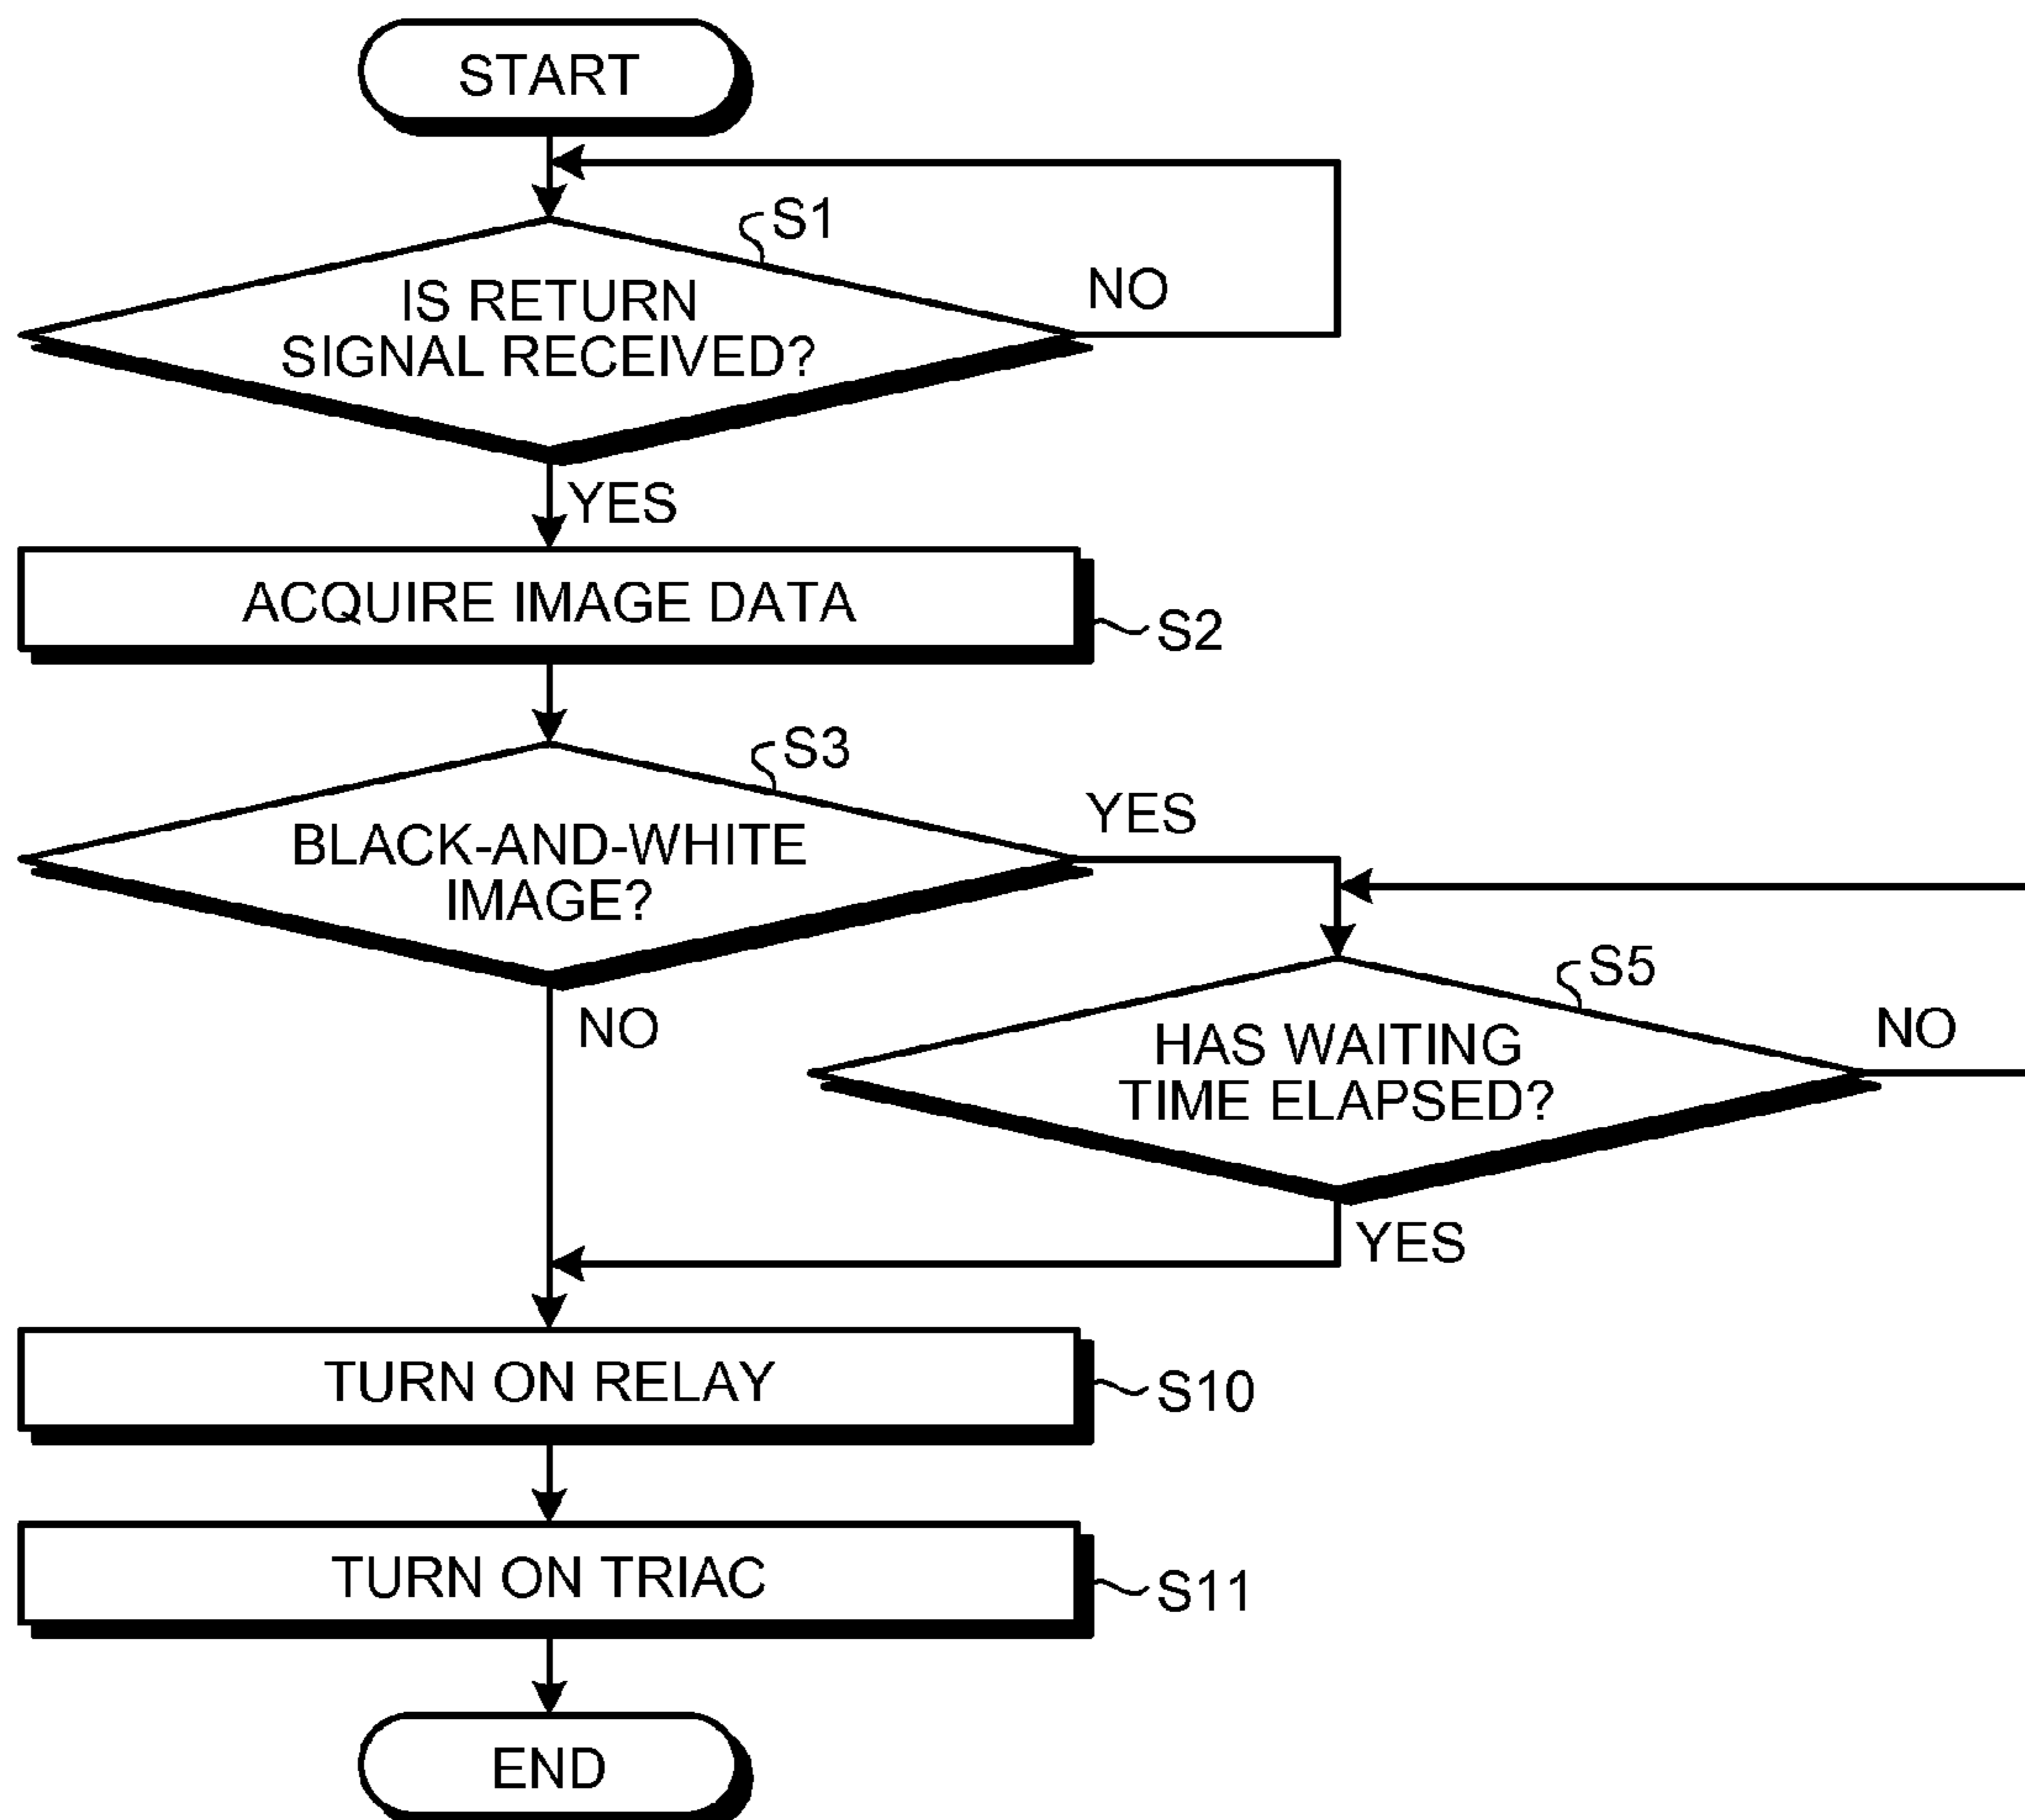 START
S1
IS RETURN
SIGNAL RECEIVED?
NO
YES
ACQUIRE IMAGE DATA
S2
S3
BLACK-AND-WHITE
IMAGE?
YES
NO
S5
HAS WAITING
TIME ELAPSED?
NO
YES
TURN ON RELAY
S10
TURN ON TRIAC
S11
END